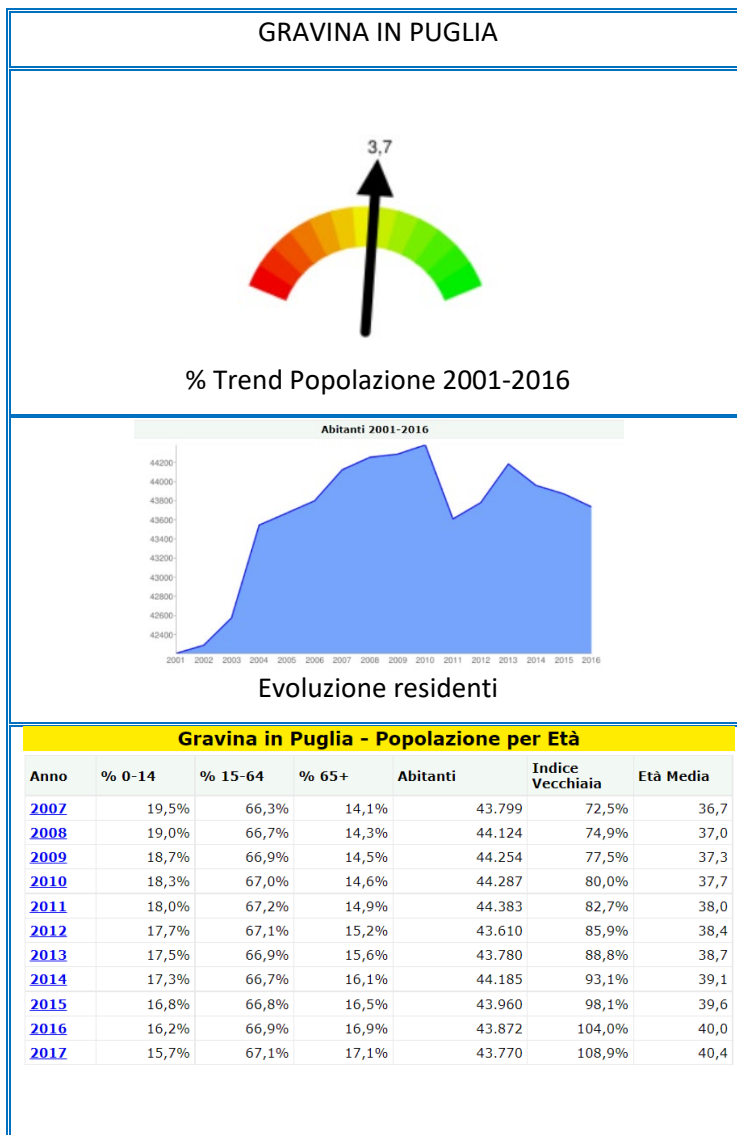 GRAVINA IN PUGLIA
3,7
% Trend Popolazione 2001-2016
Abitanti 2001-2016
44200
44000
43800
43600
43400
43200
43000
42800
42600
42400
2001 2002 2003 2004 2005 2006 2007 2008 2009 2010 2011 2012 2013 2014 2015 2016
Evoluzione residenti
Gravina in Puglia - Popolazione per Età
Anno % 0-14 % 15-64 % 65+ Abitanti Indice Vecchiaia Età Media
2007 19,5% 66,3% 14,1% 43.799 72,5% 36,7
2008 19,0% 66,7% 14,3% 44.124 74,9% 37,0
2009 18,7% 66,9% 14,5% 44.254 77,5% 37,3
2010 18,3% 67,0% 14,6% 44.287 80,0% 37,7
2011 18,0% 67,2% 14,9% 44.383 82,7% 38,0
2012 17,7% 67,1% 15,2% 43.610 85,9% 38,4
2013 17,5% 66,9% 15,6% 43.780 88,8% 38,7
2014 17,3% 66,7% 16,1% 44.185 93,1% 39,1
2015 16,8% 66,8% 16,5% 43.960 98,1% 39,6
2016 16,2% 66,9% 16,9% 43.872 104,0% 40,0
2017 15,7% 67,1% 17,1% 43.770 108,9% 40,4